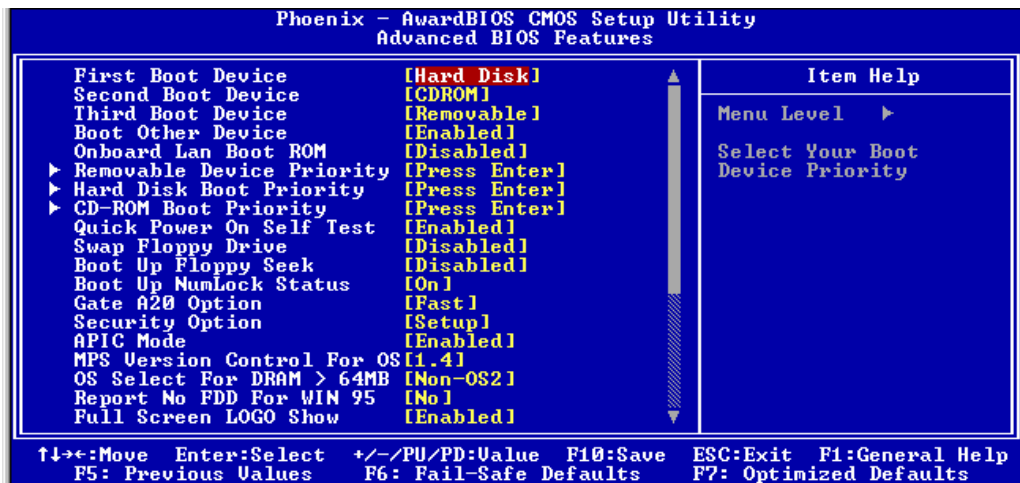 Phoenix - AwardBIOS CMOS Setup Utility
Advanced BIOS Features
First Boot Device [Hard Disk]
Second Boot Device [CDROM]
Third Boot Device [Removable]
Boot Other Device [Enabled]
Onboard Lan Boot ROM [Disabled]
▶ Removable Device Priority [Press Enter]
▶ Hard Disk Boot Priority [Press Enter]
▶ CD-ROM Boot Priority [Press Enter]
Quick Power On Self Test [Enabled]
Swap Floppy Drive [Disabled]
Boot Up Floppy Seek [Disabled]
Boot Up NumLock Status [On]
Gate A20 Option [Fast]
Security Option [Setup]
APIC Mode [Enabled]
MPS Version Control For OS[1.4]
OS Select For DRAM > 64MB [Non-OS2]
Report No FDD For WIN 95 [No]
Full Screen LOGO Show [Enabled]
Item Help
Menu Level ▶
Select Your Boot
Device Priority
↑↓→←:Move Enter:Select +/-/PU/PD:Value F10:Save ESC:Exit F1:General Help
F5: Previous Values F6: Fail-Safe Defaults F7: Optimized Defaults